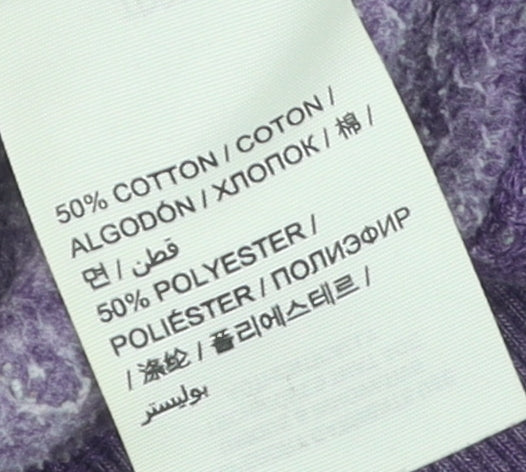 50% COTTON / COTON /
ALGODÓN / ХЛОПОК / 棉 /
면 / قطن
50% POLYESTER /
POLIÉSTER / ПОЛИЭФИР
/ 涤纶 / 폴리에스테르 /
بوليستر